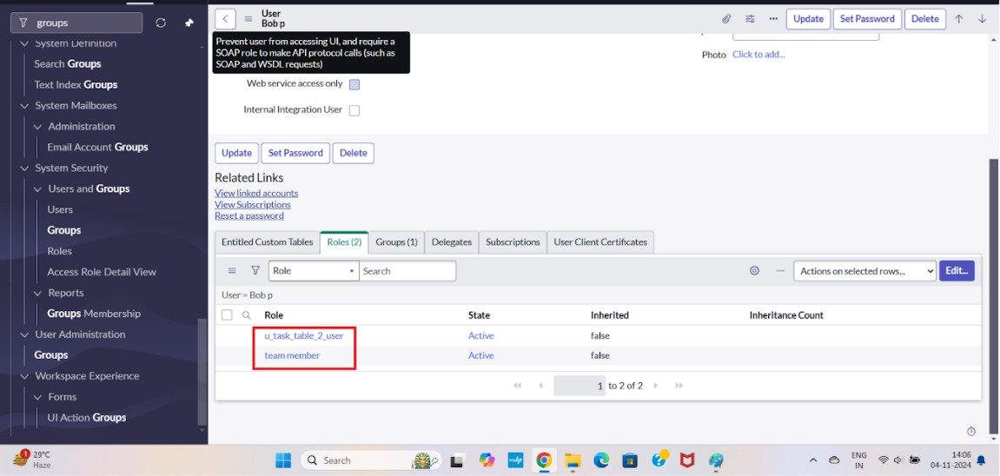 groups
System Definition
Search Groups
Text Index Groups
System Mailboxes
Administration
Email Account Groups
System Security
Users and Groups
Users
Groups
Roles
Access Role Detail View
Reports
Groups Membership
User Administration
Groups
Workspace Experience
Forms
UI Action Groups
User
Bob p
Update Set Password Delete
Prevent user from accessing UI, and require a
SOAP role to make API protocol calls (such as
SOAP and WSDL requests)
Photo Click to add...
Web service access only
Internal Integration User
Update Set Password Delete
Related Links
View linked accounts
View Subscriptions
Reset a password
Entitled Custom Tables Roles (2) Groups (1) Delegates Subscriptions User Client Certificates
Role Search Actions on selected rows... Edit...
User = Bob p
Role State Inherited Inheritance Count
u_task_table_2_user Active false
team member Active false
1 to 2 of 2
1 29°C
Haze
Search
ENG
IN
14:06
04-11-2024